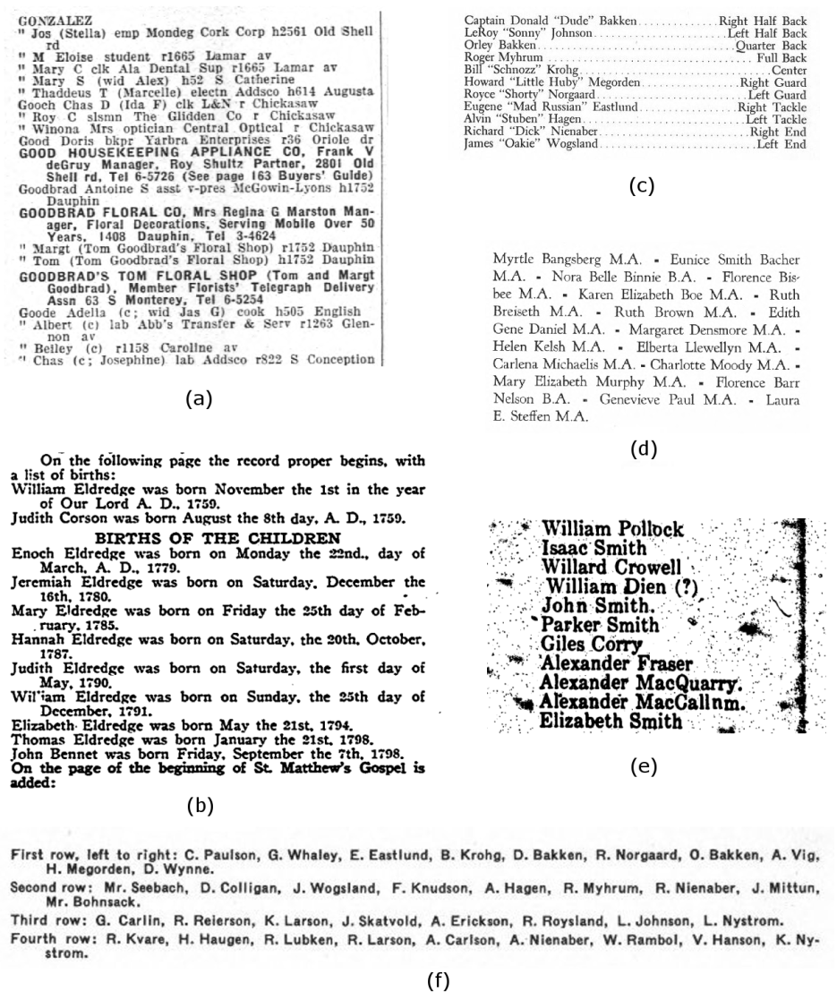 GONZALEZ
" Jos (Stella) emp Mondeg Cork Corp h2561 Old Shell
rd
" M Eloise student r1665 Lamar av
" Mary C clk Ala Dental Sup r1665 Lamar av
" Mary S (wid Alex) h52 S Catherine
" Thaddeus T (Marcelle) electn Addsco h614 Augusta
Gooch Chas D (Ida F) clk L&N r Chickasaw
" Roy C slsmn The Glidden Co r Chickasaw
" Winona Mrs optician Central Optical r Chickasaw
Good Doris bkpr Yarbra Enterprises r36 Oriole dr
GOOD HOUSEKEEPING APPLIANCE CO, Frank V
deGruy Manager, Roy Shultz Partner, 2801 Old
Shell rd, Tel 6-5726 (See page 163 Buyers' Guide)
Goodbrad Antoine S asst v-pres McGowin-Lyons h1752
Dauphin
GOODBRAD FLORAL CO, Mrs Regina G Marston Man-
ager, Floral Decorations, Serving Mobile Over 50
Years, 1408 Dauphin, Tel 3-4624
" Margt (Tom Goodbrad's Floral Shop) r1752 Dauphin
" Tom (Tom Goodbrad's Floral Shop) h1752 Dauphin
GOODBRAD'S TOM FLORAL SHOP (Tom and Margt
Goodbrad), Member Florists' Telegraph Delivery
Assn 63 S Monterey, Tel 6-5254
Goode Adella (c; wid Jas G) cook h505 English
" Albert (c) lab Abb's Transfer & Serv r1263 Glen-
non av
" Beiley (c) r1158 Caroline av
" Chas (c; Josephine) lab Addsco r822 S Conception
(a)
On the following page the record proper begins, with
a list of births:
William Eldredge was born November the 1st in the year
of Our Lord A. D., 1759.
Judith Corson was born August the 8th day, A. D., 1759.
BIRTHS OF THE CHILDREN
Enoch Eldredge was born on Monday the 22nd., day of
March, A. D., 1779.
Jeremiah Eldredge was born on Saturday, December the
16th, 1780.
Mary Eldredge was born on Friday the 25th day of Feb-
ruary, 1785.
Hannah Eldredge was born on Saturday, the 20th, October,
1787.
Judith Eldredge was born on Saturday, the first day of
May, 1790.
William Eldredge was born on Sunday, the 25th day of
December, 1791.
Elizabeth Eldredge was born May the 21st, 1794.
Thomas Eldredge was born January the 21st, 1798.
John Bennet was born Friday, September the 7th, 1798.
On the page of the beginning of St. Matthew's Gospel is
added:
(b)
Captain Donald "Dude" Bakken..............Right Half Back
LeRoy "Sonny" Johnson..............Left Half Back
Orley Bakken..............Quarter Back
Roger Myhrum..............Full Back
Bill "Schnozz" Krohg..............Center
Howard "Little Huby" Megorden..............Right Guard
Royce "Shorty" Norgaard..............Left Guard
Eugene "Mad Russian" Eastlund..............Right Tackle
Alvin "Stuben" Hagen..............Left Tackle
Richard "Dick" Nienaber..............Right End
James "Oakie" Wogsland..............Left End
(c)
Myrtle Bangsberg M.A. - Eunice Smith Bacher
M.A. - Nora Belle Binnie B.A. - Florence Bis-
bee M.A. - Karen Elizabeth Boe M.A. - Ruth
Breiseth M.A. - Ruth Brown M.A. - Edith
Gene Daniel M.A. - Margaret Densmore M.A. -
Helen Kelsh M.A. - Elberta Llewellyn M.A. -
Carlena Michaelis M.A. - Charlotte Moody M.A. -
Mary Elizabeth Murphy M.A. - Florence Barr
Nelson B.A. - Genevieve Paul M.A. - Laura
E. Steffen M.A.
(d)
William Pollock
Isaac Smith
Willard Crowell
William Dien (?)
John Smith.
Parker Smith
Giles Corry
Alexander Fraser
Alexander MacQuarry.
Alexander MacCallnm.
Elizabeth Smith
(e)
First row, left to right: C. Paulson, G. Whaley, E. Eastlund, B. Krohg, D. Bakken, R. Norgaard, O. Bakken, A. Vig,
H. Megorden, D. Wynne.
Second row: Mr. Seebach, D. Colligan, J. Wogsland, F. Knudson, A. Hagen, R. Myhrum, R. Nienaber, J. Mittun,
Mr. Bohnsack.
Third row: G. Carlin, R. Reierson, K. Larson, J. Skatvold, A. Erickson, R. Roysland, L. Johnson, L. Nystrom.
Fourth row: R. Kvare, H. Haugen, R. Lubken, R. Larson, A. Carlson, A. Nienaber, W. Rambol, V. Hanson, K. Ny-
strom.
(f)